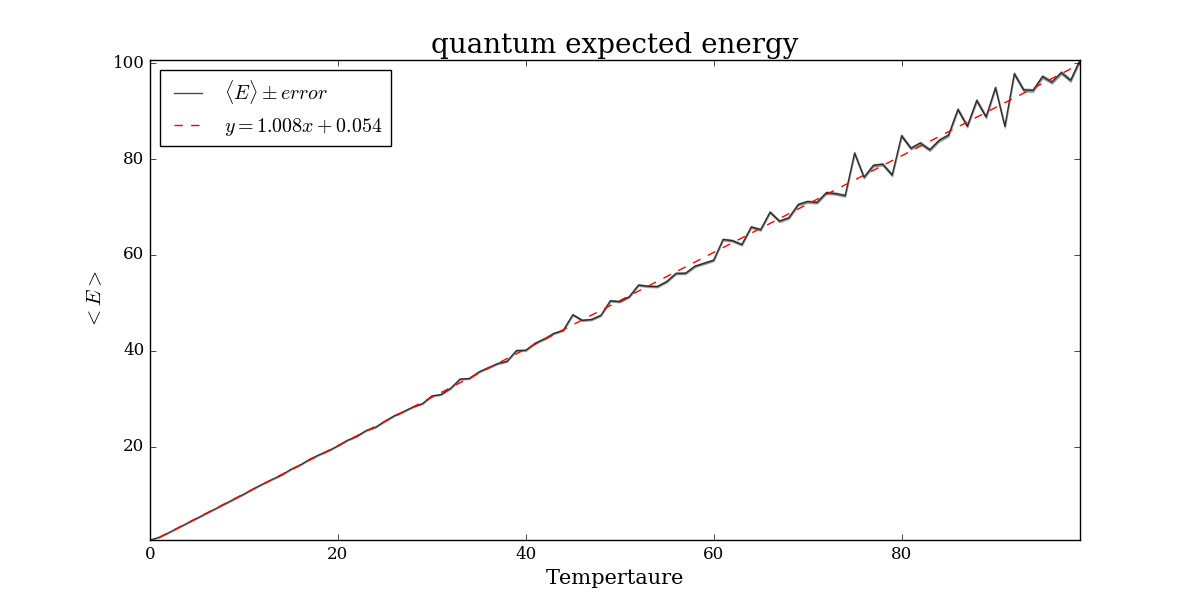 quantum expected energy
100
80
60
40
20
⟨E⟩ ± error
y = 1.008x + 0.054
< E >
0 20 40 60 80
Tempertaure